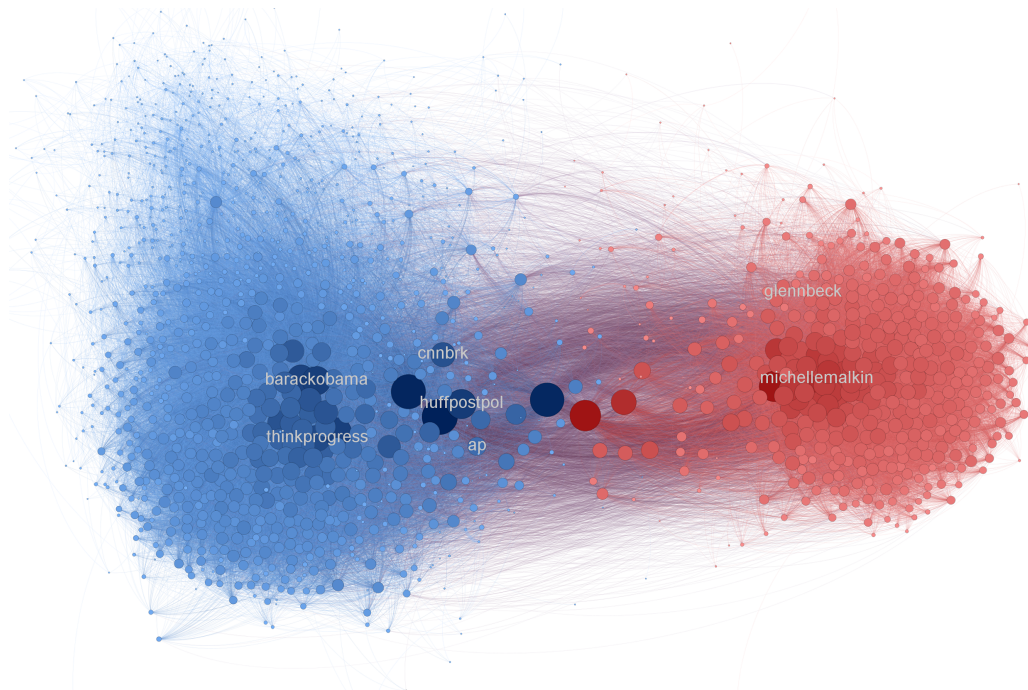 glennbeck
cnnbrk
barackobama
michellemalkin
huffpostpol
thinkprogress
ap